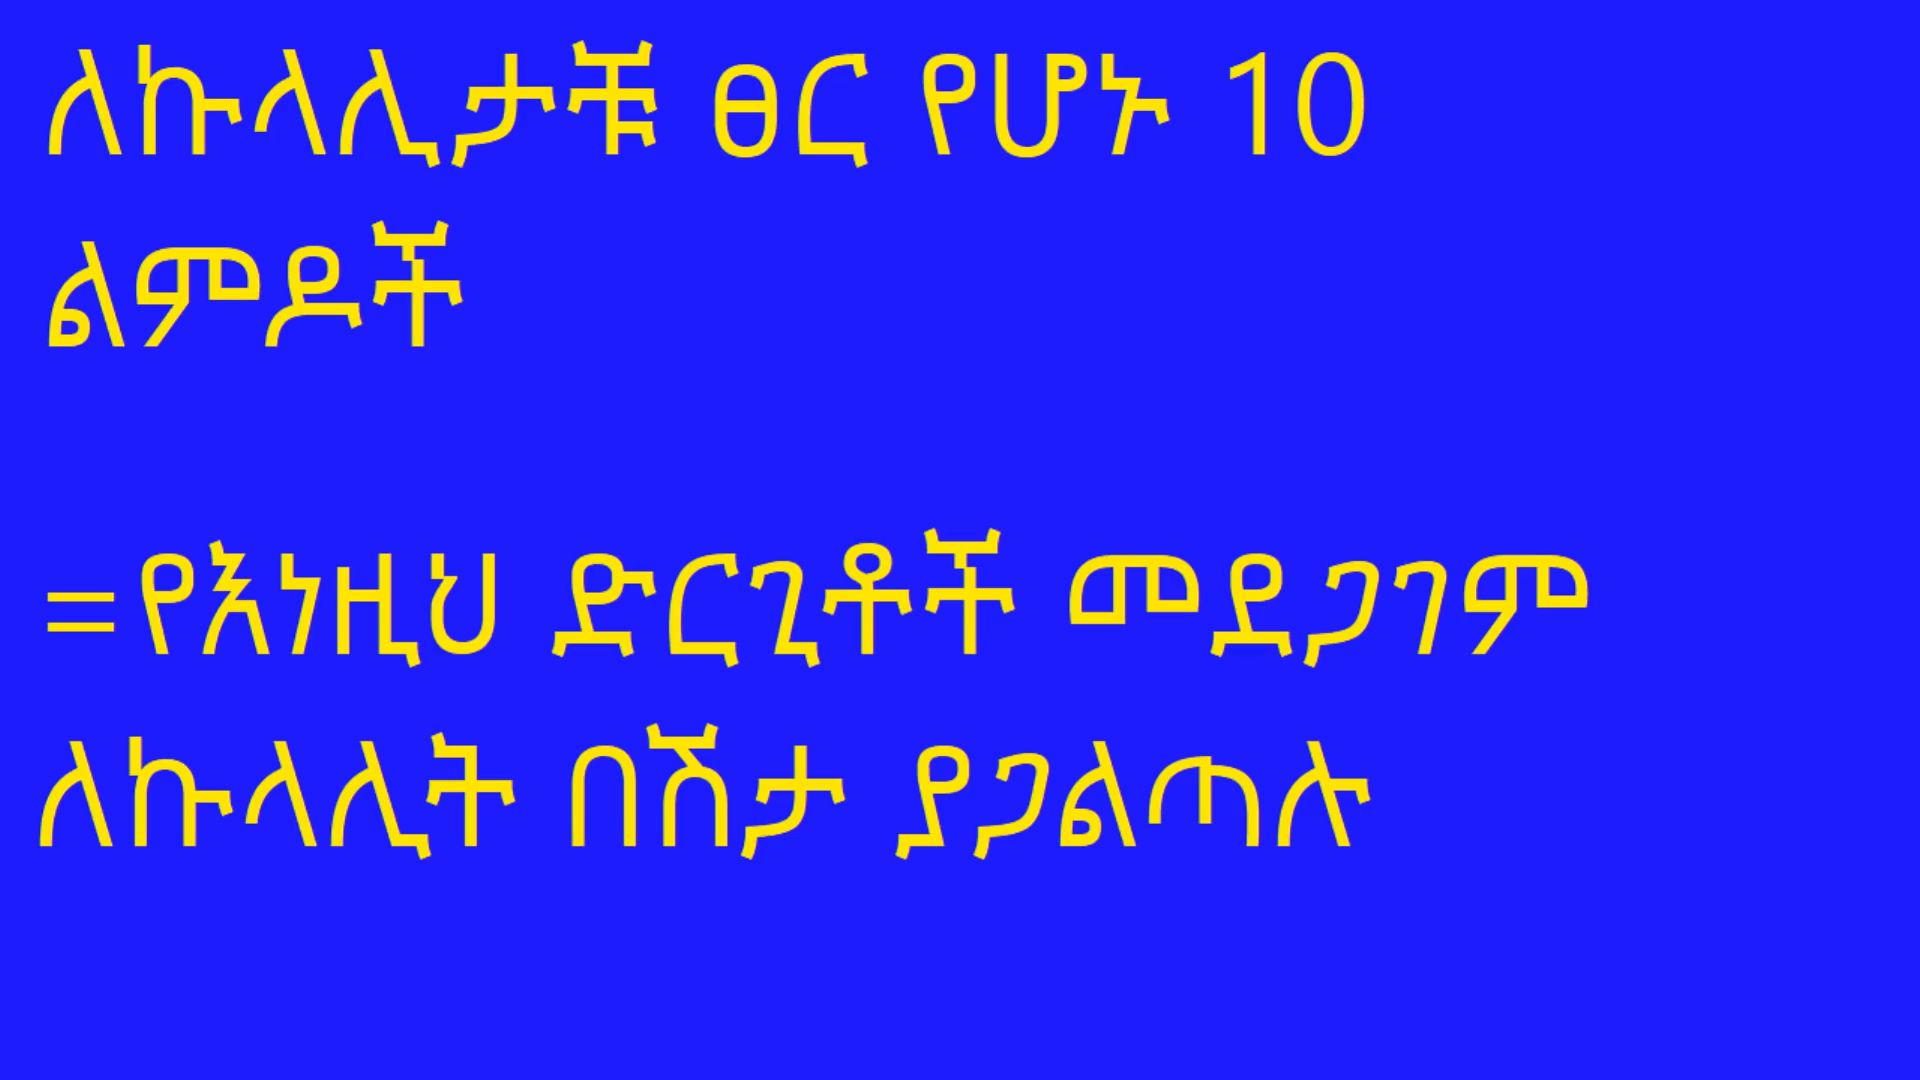 ለኩላሊታቹ ፀር የሆኑ 10
ልምዶች
=የእነዚህ ድርጊቶች መደጋገም
ለኩላሊት በሽታ ያጋልጣሉ